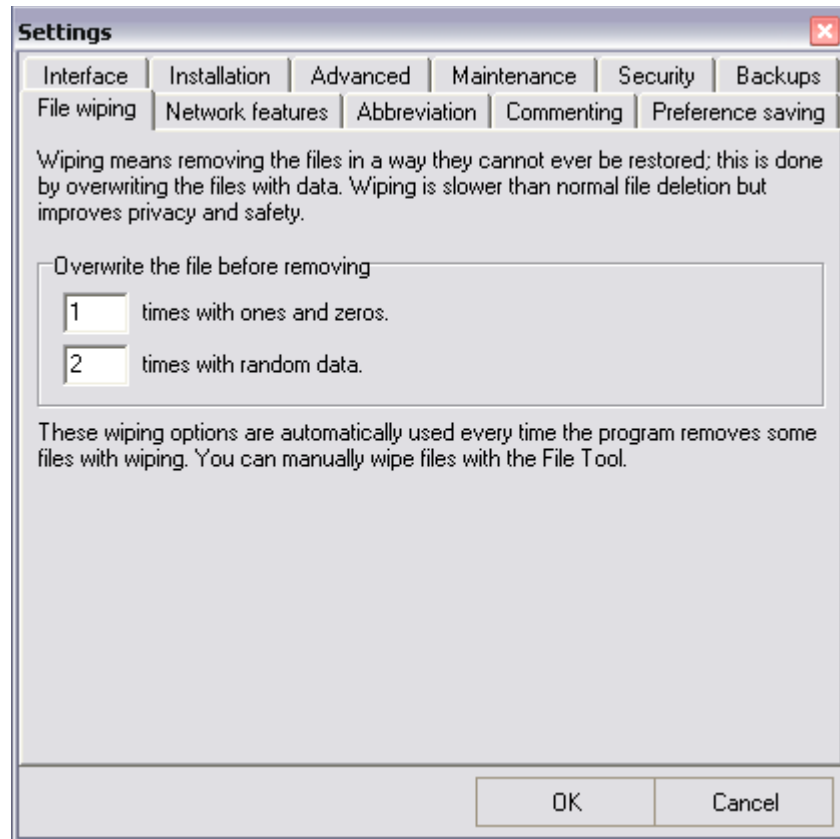 Settings
Interface Installation Advanced Maintenance Security Backups
File wiping Network features Abbreviation Commenting Preference saving
Wiping means removing the files in a way they cannot ever be restored; this is done
by overwriting the files with data. Wiping is slower than normal file deletion but
improves privacy and safety.
Overwrite the file before removing
1 times with ones and zeros.
2 times with random data.
These wiping options are automatically used every time the program removes some
files with wiping. You can manually wipe files with the File Tool.
OK Cancel